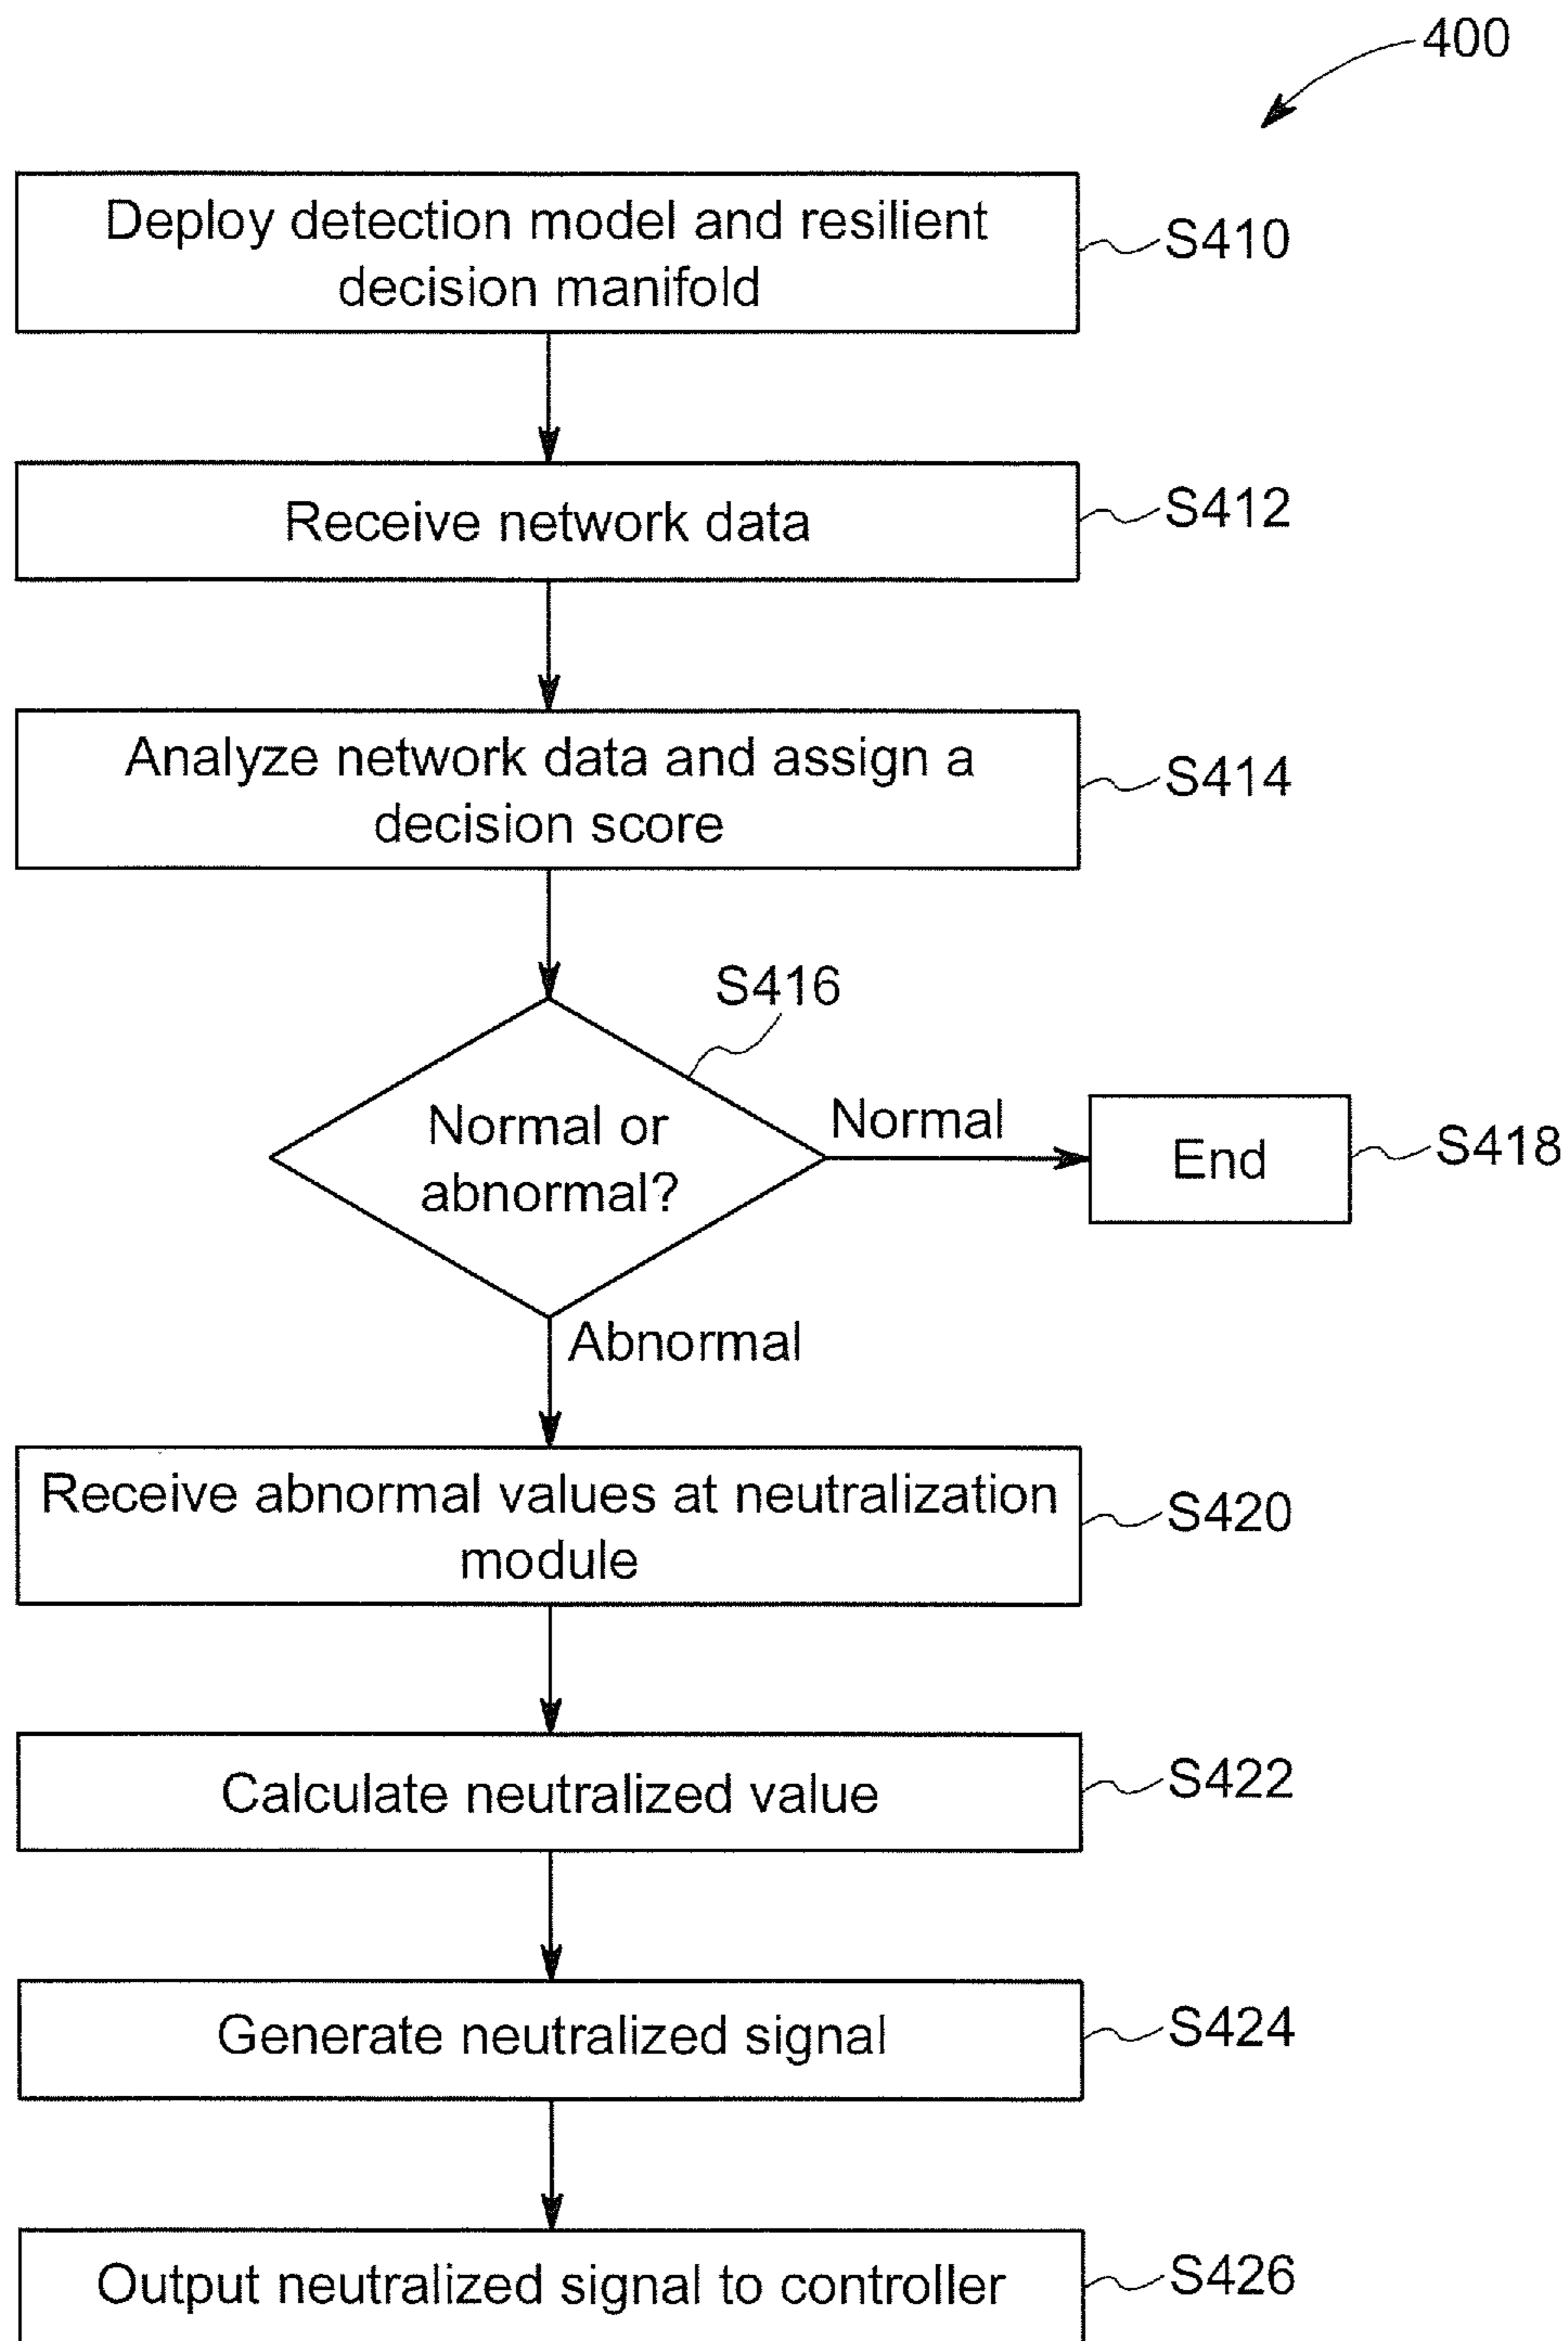 400
Deploy detection model and resilient
decision manifold
S410
Receive network data
S412
Analyze network data and assign a
decision score
S414
S416
Normal or
abnormal?
Normal
End
S418
Abnormal
Receive abnormal values at neutralization
module
S420
Calculate neutralized value
S422
Generate neutralized signal
S424
Output neutralized signal to controller
S426